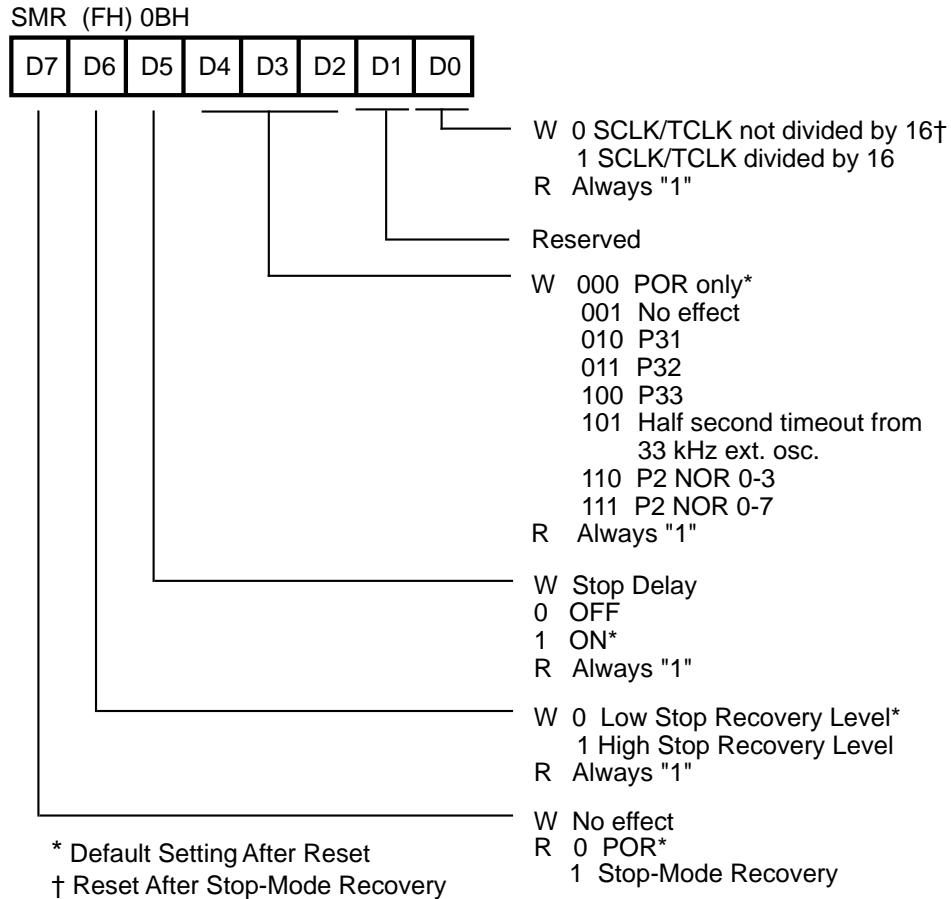 SMR (FH) 0BH
D7 D6 D5 D4 D3 D2 D1 D0
W 0 SCLK/TCLK not divided by 16†
1 SCLK/TCLK divided by 16
R Always "1"
Reserved
W 000 POR only*
001 No effect
010 P31
011 P32
100 P33
101 Half second timeout from
33 kHz ext. osc.
110 P2 NOR 0-3
111 P2 NOR 0-7
R Always "1"
W Stop Delay
0 OFF
1 ON*
R Always "1"
W 0 Low Stop Recovery Level*
1 High Stop Recovery Level
R Always "1"
W No effect
R 0 POR*
1 Stop-Mode Recovery
* Default Setting After Reset
† Reset After Stop-Mode Recovery